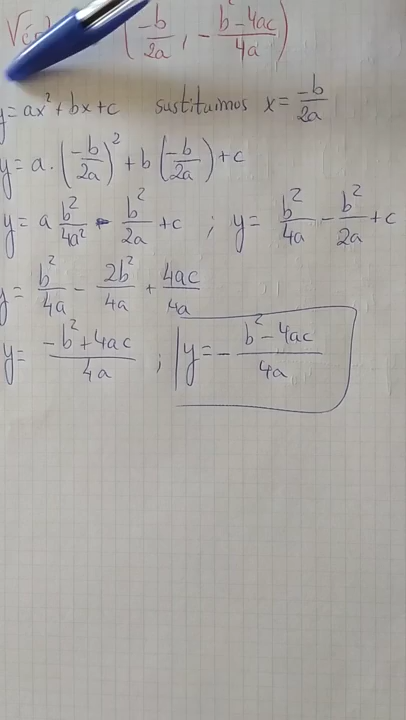 (-b/2a, -b²-4ac/4a)
y= ax²+bx+c sustituimos x= -b/2a
y= a·(-b/2a)²+b(-b/2a)+c
y= a b²/4a² - b²/2a +c ; y= b²/4a - b²/2a +c
y= b²/4a - 2b²/4a + 4ac/4a
y= -b²+4ac/4a ; y=- b²-4ac/4a